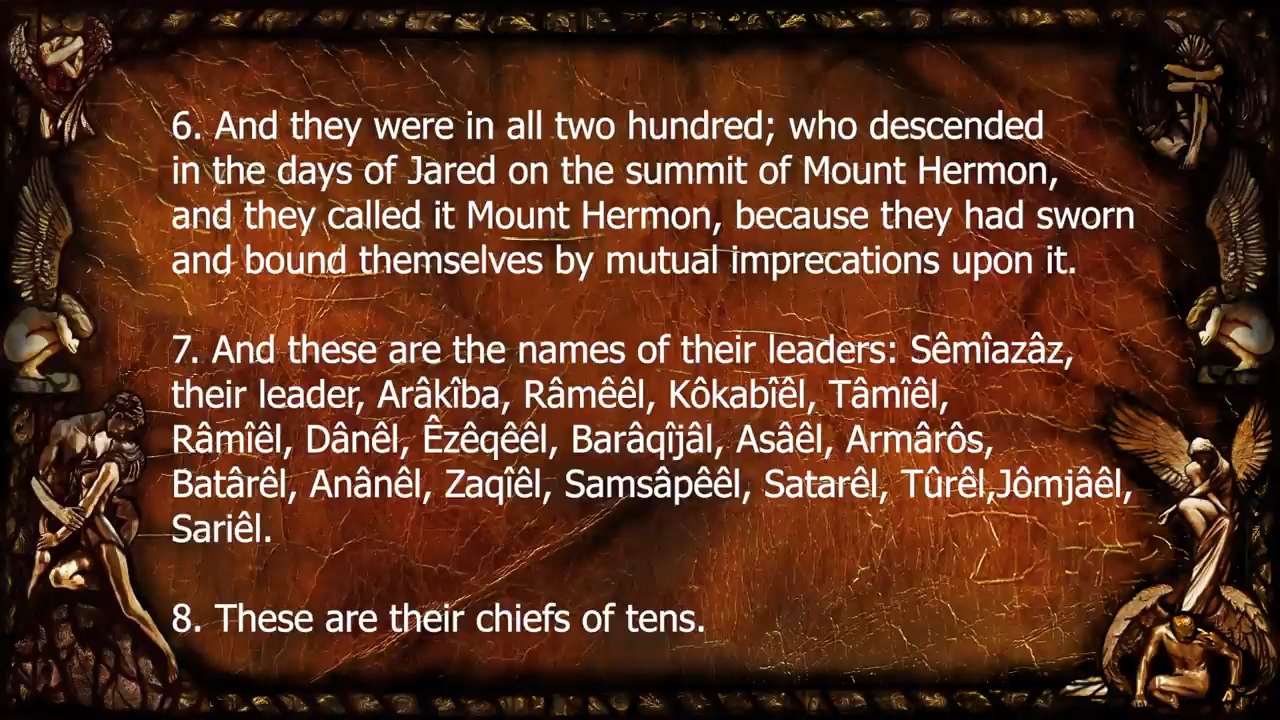 6. And they were in all two hundred; who descended
in the days of Jared on the summit of Mount Hermon,
and they called it Mount Hermon, because they had sworn
and bound themselves by mutual imprecations upon it.
7. And these are the names of their leaders: Sêmîazâz,
their leader, Arâkîba, Râmêêl, Kôkabîêl, Tâmîêl,
Râmîêl, Dânêl, Êzêqêêl, Barâqîjâl, Asâêl, Armârôs,
Batârêl, Anânêl, Zaqîêl, Samsâpêêl, Satarêl, Tûrêl,Jômjâêl,
Sariêl.
8. These are their chiefs of tens.